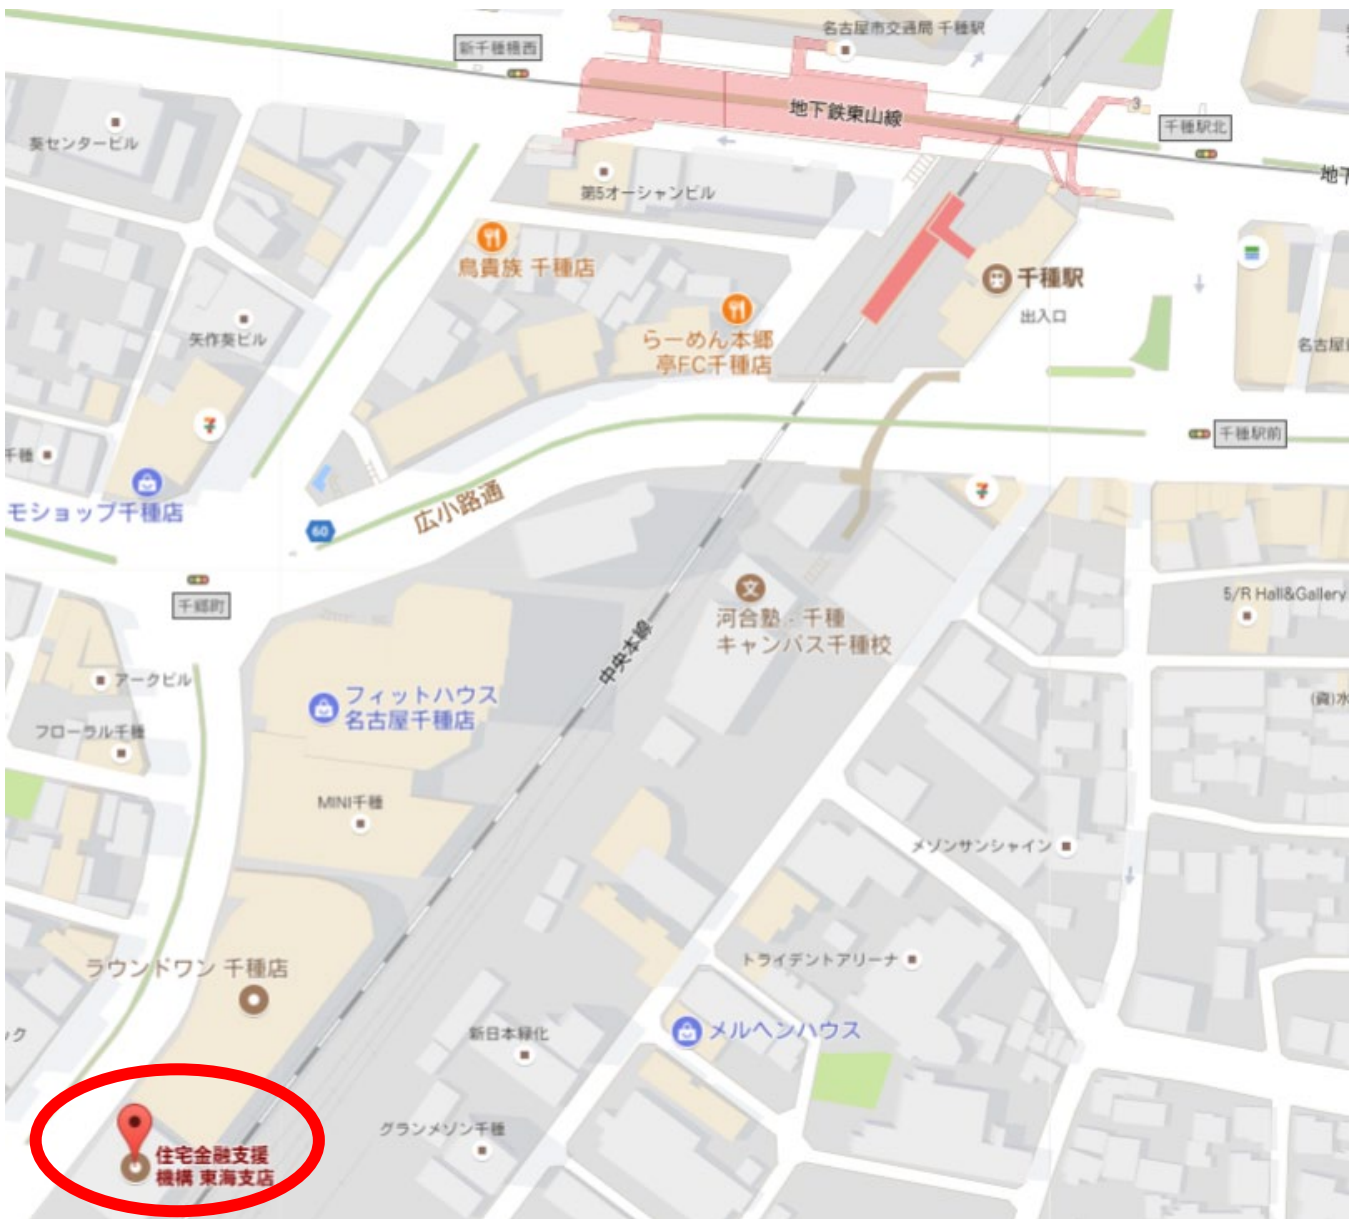 名古屋市交通局 千種駅
新千種橋西
地下鉄東山線
3
千種駅北
葵センタービル
第5オーシャンビル
鳥貴族 千種店
千種駅
出入口
矢作葵ビル
らーめん本郷
亭FC千種店
千種駅前
千種
モショップ千種店
広小路通
60
千郷町
河合塾 - 千種
キャンパス千種校
5/R Hall&Gallery
中央本線
アークビル
フィットハウス
名古屋千種店
(資)水
フローラル千種
MINI千種
メゾンサンシャイン
ラウンドワン 千種店
トライデントアリーナ
新日本緑化
メルヘンハウス
ック
グランメゾン千種
住宅金融支援
機構 東海支店